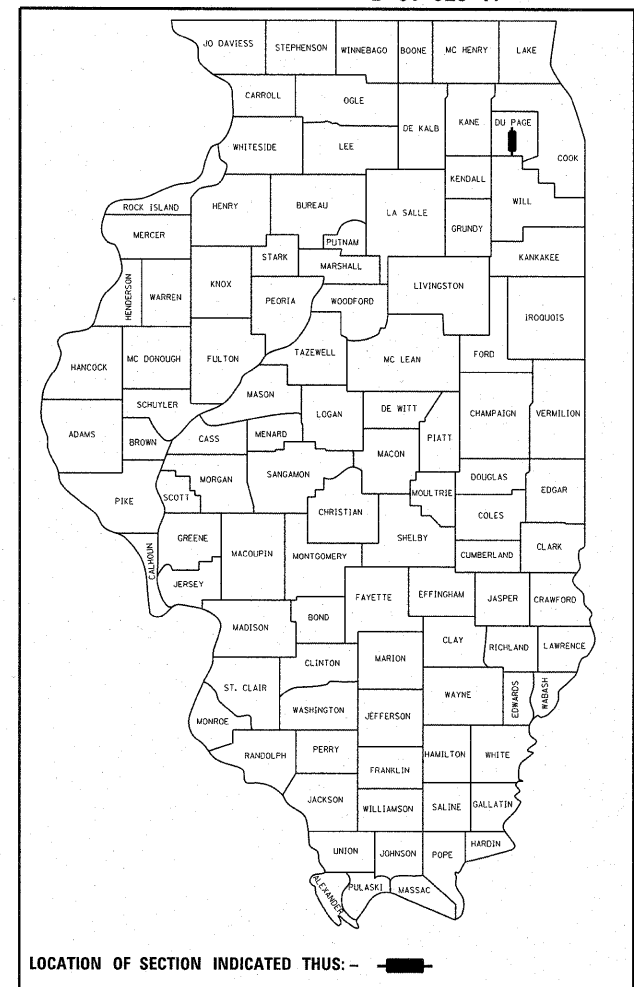 JO DAVIESS STEPHENSON WINNEBAGO BOONE MC HENRY LAKE
CARROLL OGLE DE KALB KANE DU PAGE COOK
WHITESIDE LEE
KENDALL WILL
ROCK ISLAND HENRY BUREAU LA SALLE
MERCER PUTNAM GRUNDY
STARK MARSHALL KANKAKEE
HENDERSON WARREN KNOX PEORIA WOODFORD LIVINGSTON IROQUOIS
HANCOCK MC DONOUGH FULTON TAZEWELL MC LEAN FORD
SCHUYLER MASON LOGAN DE WITT CHAMPAIGN VERMILION
ADAMS BROWN CASS MENARD MACON PIATT
PIKE SCOTT MORGAN SANGAMON MOULTRIE DOUGLAS EDGAR
CHRISTIAN COLES
CALHOUN GREENE MACOUPIN MONTGOMERY SHELBY CUMBERLAND CLARK
JERSEY FAYETTE EFFINGHAM JASPER CRAWFORD
MADISON BOND CLAY RICHLAND LAWRENCE
CLINTON MARION
ST. CLAIR WAYNE EDWARDS WABASH
MONROE WASHINGTON JEFFERSON
RANDOLPH PERRY HAMILTON WHITE
FRANKLIN
JACKSON WILLIAMSON SALINE GALLATIN
UNION JOHNSON POPE HARDIN
ALEXANDER PULASKI MASSAC
LOCATION OF SECTION INDICATED THUS: -